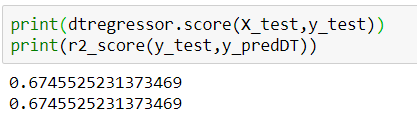 print(dtregressor.score(X_test,y_test))
print(r2_score(y_test,y_predDT))
0.6745525231373469
0.6745525231373469